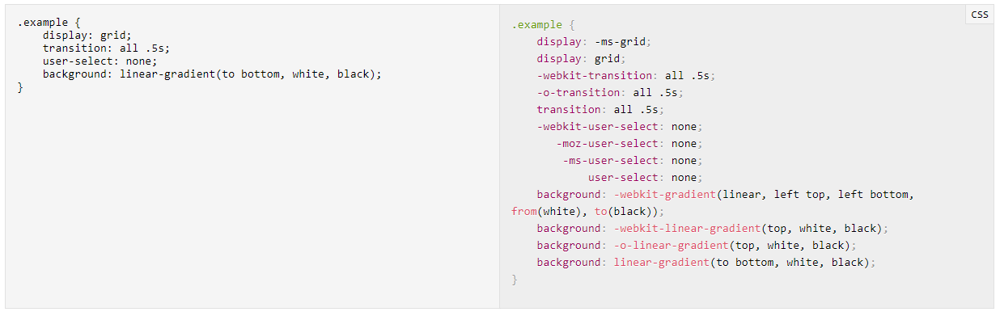 .example {
    display: grid;
    transition: all .5s;
    user-select: none;
    background: linear-gradient(to bottom, white, black);
}
CSS
.example {
    display: -ms-grid;
    display: grid;
    -webkit-transition: all .5s;
    -o-transition: all .5s;
    transition: all .5s;
    -webkit-user-select: none;
       -moz-user-select: none;
        -ms-user-select: none;
            user-select: none;
    background: -webkit-gradient(linear, left top, left bottom,
from(white), to(black));
    background: -webkit-linear-gradient(top, white, black);
    background: -o-linear-gradient(top, white, black);
    background: linear-gradient(to bottom, white, black);
}